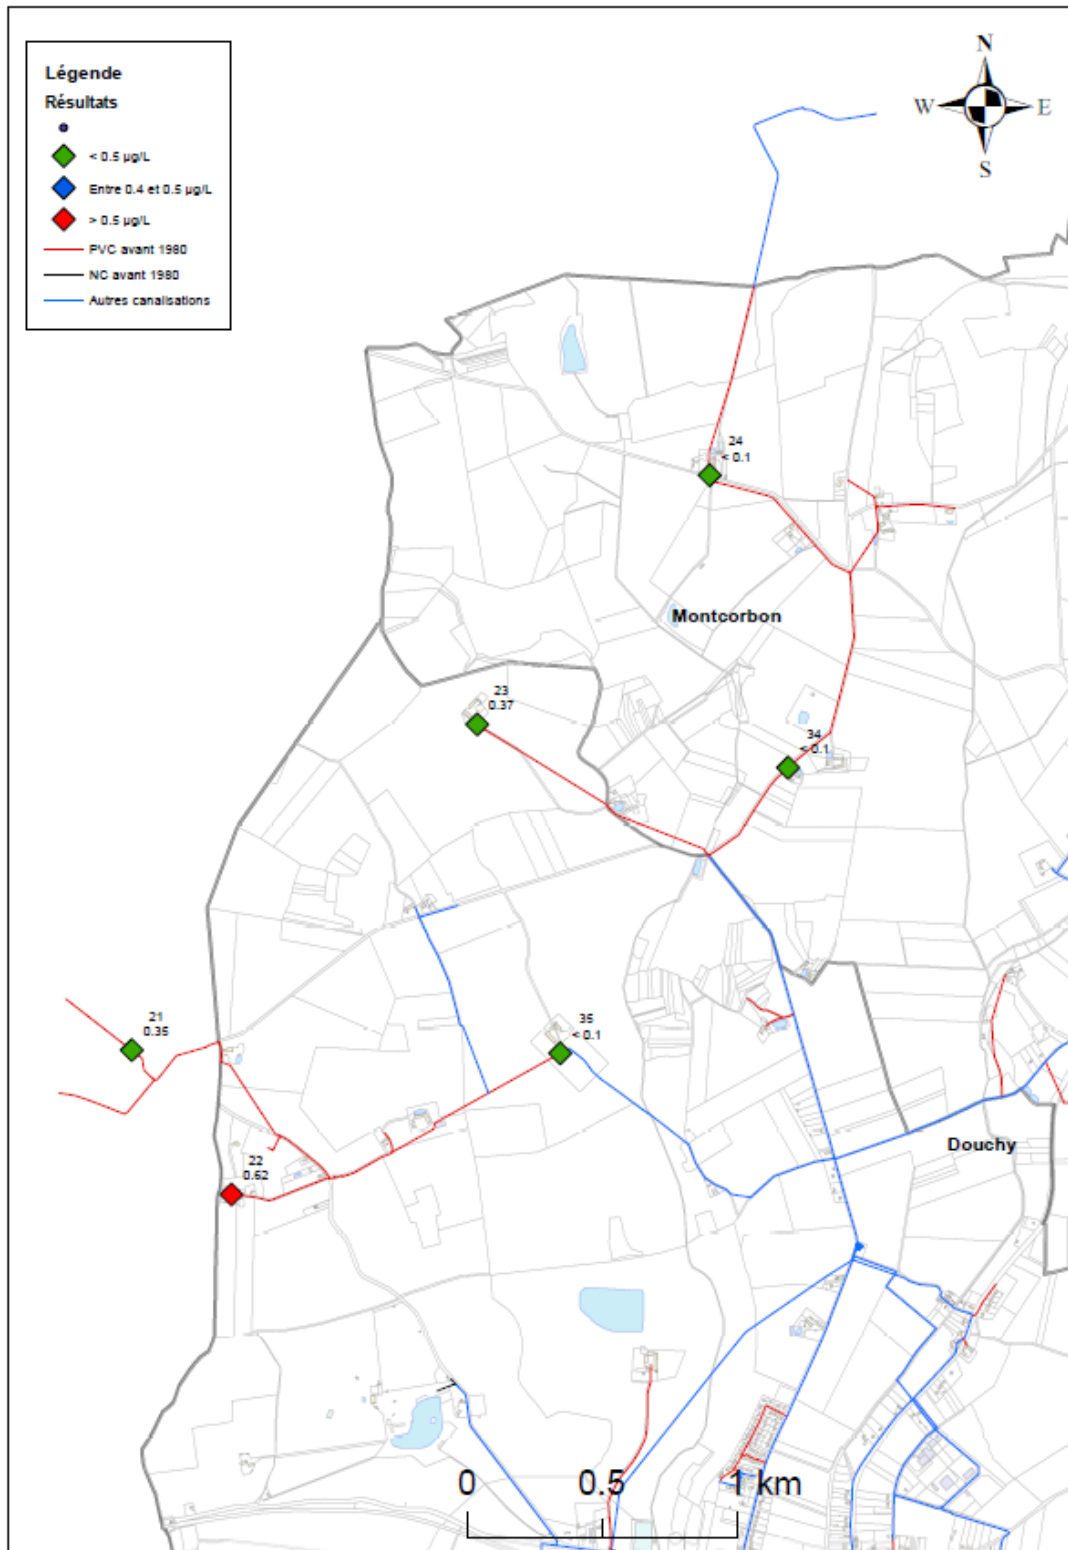 Légende
Résultats
< 0.5 µg/L
Entre 0.4 et 0.5 µg/L
> 0.5 µg/L
PVC avant 1980
NC avant 1980
Autres canalisations
N
W E
S
24
< 0.1
Montcorbon
23
0.37
34
< 0.1
21
0.35
35
< 0.1
Douchy
22
0.62
0 0.5 1 km